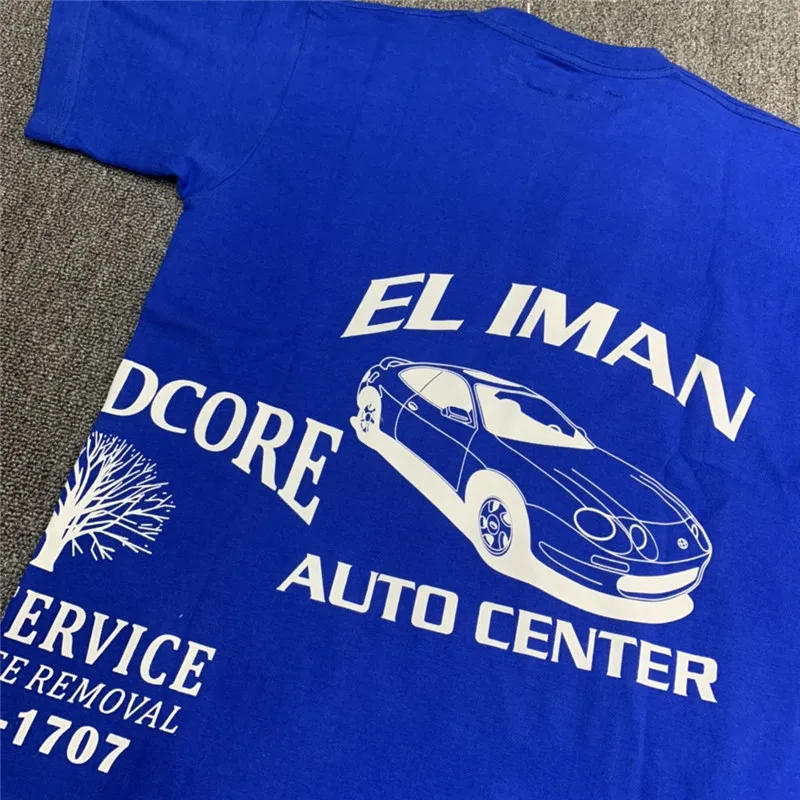 EL IMAN
AUTO CENTER
DCORE
ERVICE
E REMOVAL
-1707